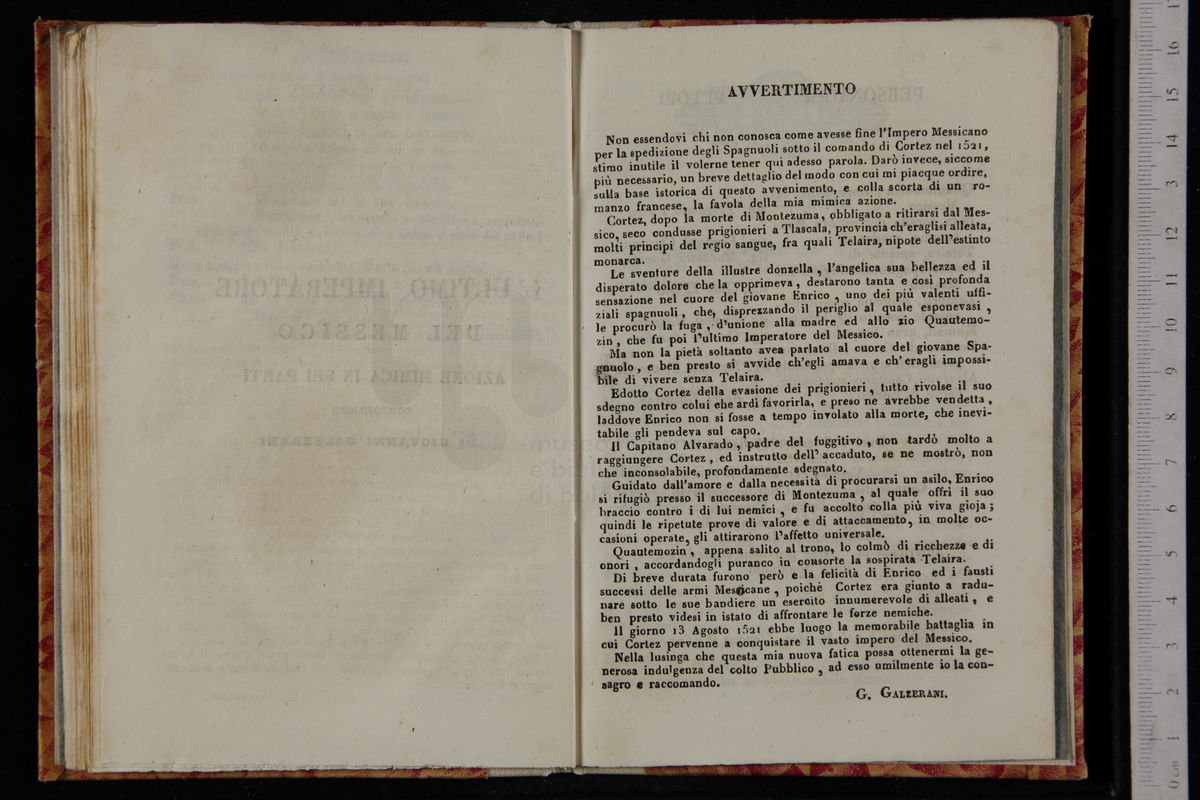 AVVERTIMENTO
Non essendovi chi non conosca come avesse fine l'Impero Messicano
per la spedizione degli Spagnuoli sotto il comando di Cortez nel 1521,
stimo inutile il volerne tener qui adesso parola. Darò invece, siccome
più necessario, un breve dettaglio del modo con cui mi piacque ordire,
sulla base istorica di questo avvenimento, e colla scorta di un ro-
manzo francese, la favola della mia mimica azione.
Cortez, dopo la morte di Montezuma, obbligato a ritirarsi dal Mes-
sico, seco condusse prigionieri a Tlascala, provincia ch'eraglisi alleata,
molti principi del regio sangue, fra quali Telaira, nipote dell'estinto
monarca.
Le sventure della illustre donzella, l'angelica sua bellezza ed il
disperato dolore che la opprimeva, destarono tanta e così profonda
sensazione nel cuore del giovane Enrico, uno dei più valenti uffi-
ziali spagnuoli, che, disprezzando il periglio al quale esponevasi,
le procurò la fuga, d'unione alla madre ed allo zio Quautemo-
zin, che fu poi l'ultimo Imperatore del Messico.
Ma non la pietà soltanto avea parlato al cuore del giovane Spa-
gnuolo, e ben presto si avvide ch'egli amava e ch'eragli impossi-
bile di vivere senza Telaira.
Edotto Cortez della evasione dei prigionieri, tutto rivolse il suo
sdegno contro colui che ardì favorirla, e preso ne avrebbe vendetta,
laddove Enrico non si fosse a tempo involato alla morte, che inevi-
tabile gli pendeva sul capo.
Il Capitano Alvarado, padre del fuggitivo, non tardò molto a
raggiungere Cortez, ed instrutto dell' accaduto, se ne mostrò, non
che inconsolabile, profondamente sdegnato.
Guidato dall'amore e dalla necessità di procurarsi un asilo, Enrico
si rifugiò presso il successore di Montezuma, al quale offrì il suo
braccio contro i di lui nemici, e fu accolto colla più viva gioja;
quindi le ripetute prove di valore e di attaccamento, in molte oc-
casioni operate, gli attirarono l'affetto universale.
Quautemozin, appena salito al trono, lo colmò di ricchezze e di
onori, accordandogli puranco in consorte la sospirata Telaira.
Di breve durata furono però e la felicità di Enrico ed i fausti
successi delle armi Messicane, poichè Cortez era giunto a radu-
nare sotto le sue bandiere un esercito innumerevole di alleati, e
ben presto videsi in istato di affrontare le forze nemiche.
Il giorno 13 Agosto 1521 ebbe luogo la memorabile battaglia in
cui Cortez pervenne a conquistare il vasto impero del Messico.
Nella lusinga che questa mia nuova fatica possa ottenermi la ge-
nerosa indulgenza del colto Pubblico, ad esso umilmente io la con-
sagro e raccomando.
G. GALZERANI.